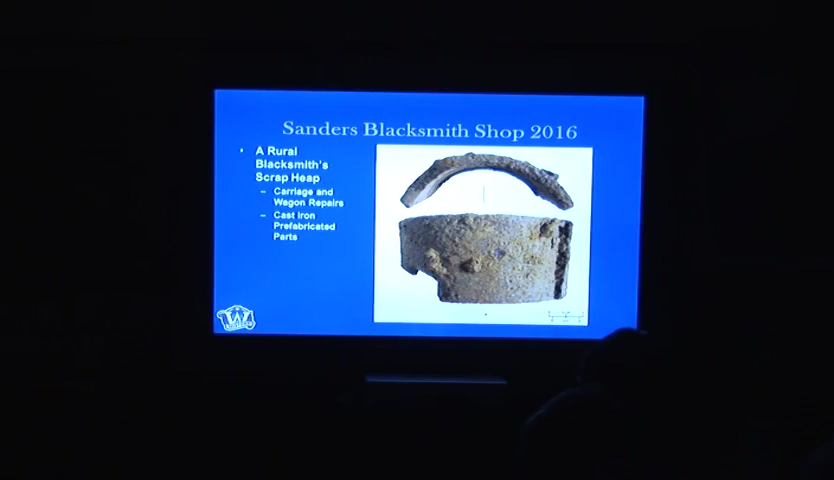 Sanders Blacksmith Shop 2016
• A Rural
Blacksmith's
Scrap Heap
– Carriage and
Wagon Repairs
– Cast Iron
Prefabricated
Parts
W